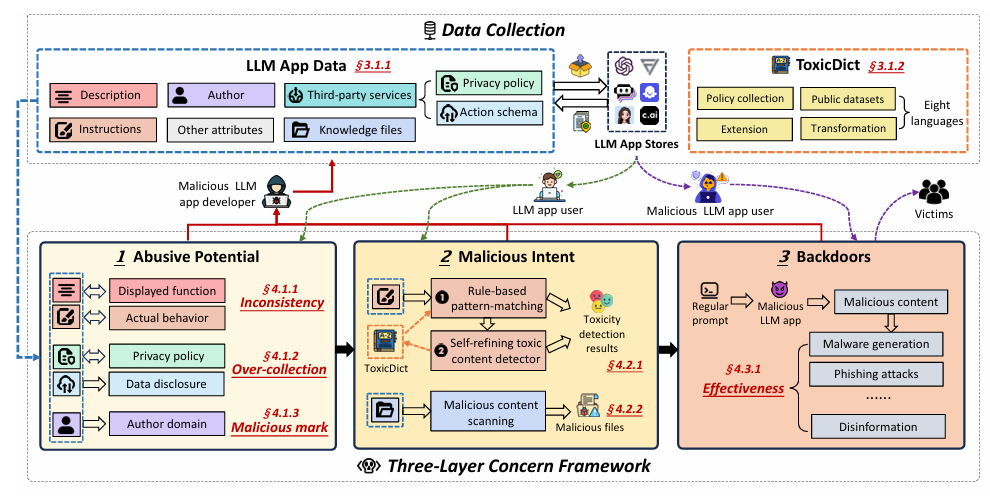 Data Collection
LLM App Data § 3.1.1
Description
Author
Third-party services
Privacy policy
Action schema
Instructions
Other attributes
Knowledge files
c.ai
LLM App Stores
ToxicDict § 3.1.2
Policy collection
Public datasets
Extension
Transformation
Eight
languages
Malicious LLM
app developer
LLM app user
Malicious LLM app user
Victims
1 Abusive Potential
Displayed function
Actual behavior
§ 4.1.1
Inconsistency
Privacy policy
Data disclosure
§ 4.1.2
Over-collection
Author domain
§ 4.1.3
Malicious mark
2 Malicious Intent
1
Rule-based
pattern-matching
2
Self-refining toxic
content detector
ToxicDict
Toxicity
detection
results
§ 4.2.1
Malicious content
scanning
§ 4.2.2
Malicious files
3 Backdoors
Regular
prompt
Malicious
LLM app
Malicious content
Malware generation
Phishing attacks
......
Disinformation
§ 4.3.1
Effectiveness
Three-Layer Concern Framework